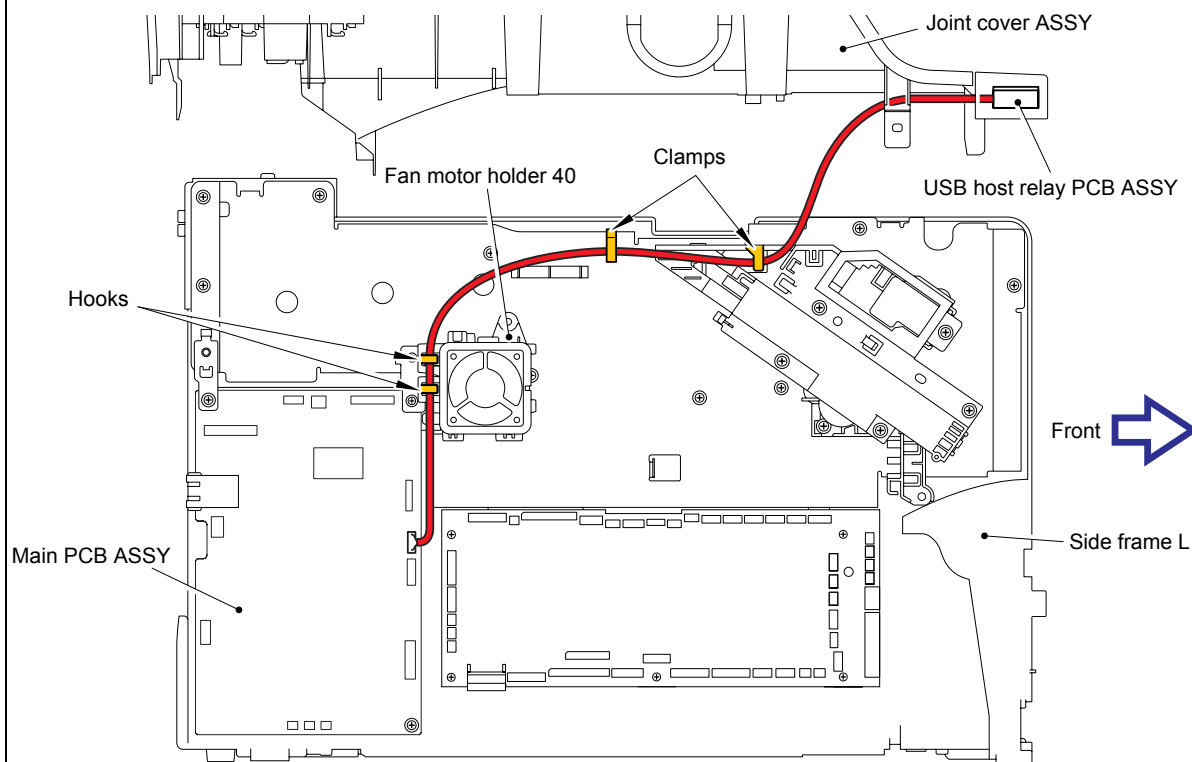 Joint cover ASSY
Clamps
Fan motor holder 40
USB host relay PCB ASSY
Hooks
Front
Main PCB ASSY
Side frame L